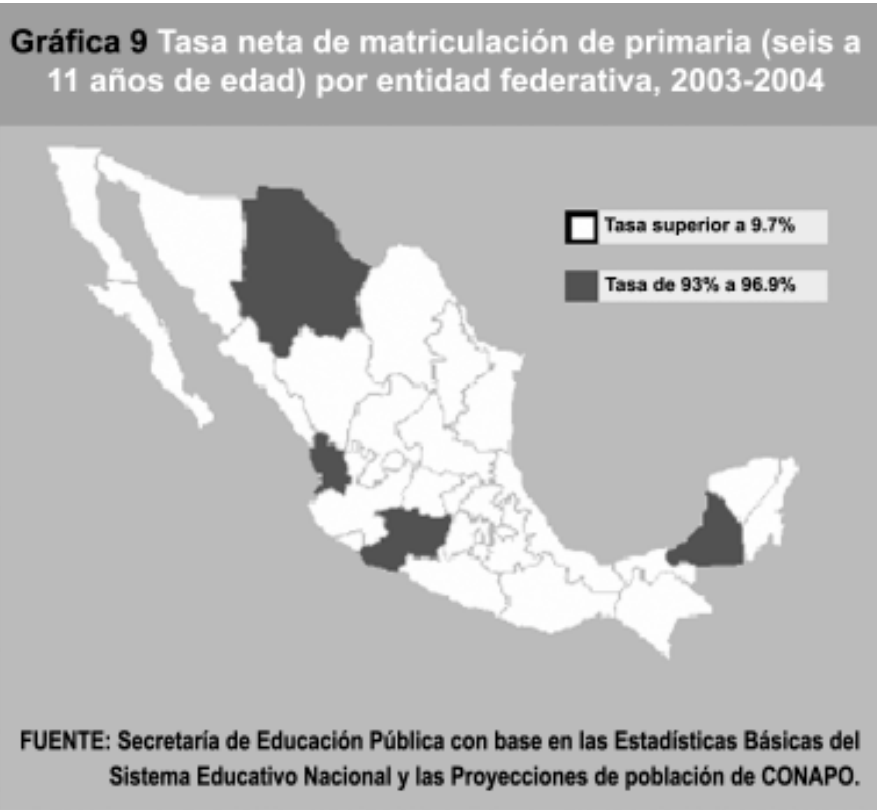 Gráfica 9 Tasa neta de matriculación de primaria (seis a
11 años de edad) por entidad federativa, 2003-2004
Tasa superior a 9.7%
Tasa de 93% a 96.9%
FUENTE: Secretaría de Educación Pública con base en las Estadísticas Básicas del
Sistema Educativo Nacional y las Proyecciones de población de CONAPO.